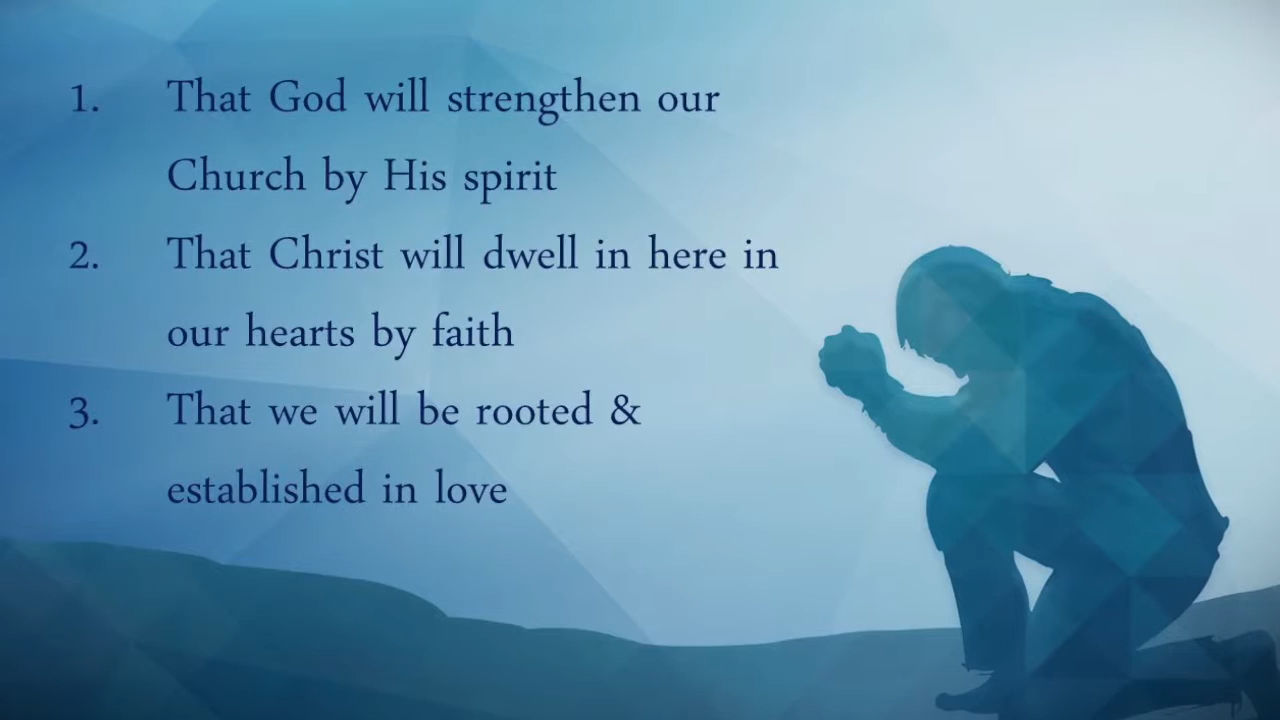 1. That God will strengthen our
Church by His spirit
2. That Christ will dwell in here in
our hearts by faith
3. That we will be rooted &
established in love